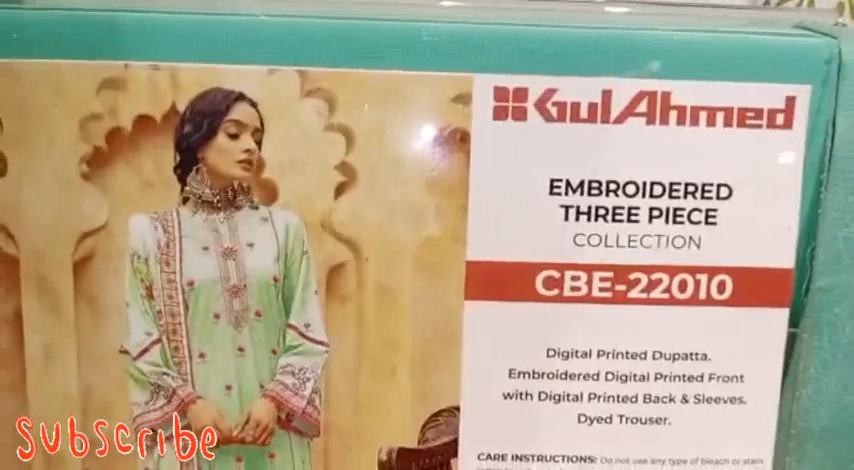 GulAhmed
EMBROIDERED
THREE PIECE
COLLECTION
CBE-22010
Digital Printed Dupatta.
Embroidered Digital Printed Front
with Digital Printed Back & Sleeves.
Dyed Trouser.
CARE INSTRUCTIONS: Do not use any type of bleach or stain
Subscribe